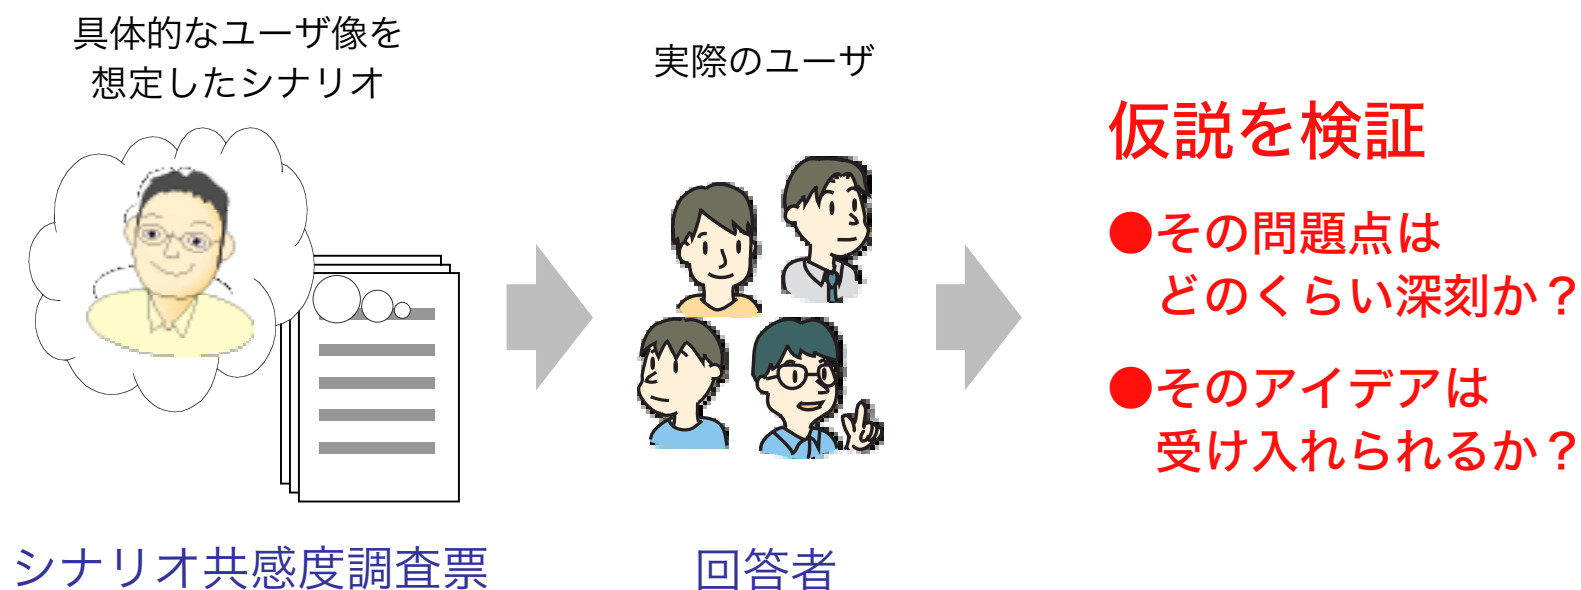 具体的なユーザ像を
想定したシナリオ
シナリオ共感度調査票
実際のユーザ
回答者
仮説を検証
●その問題点は
どのくらい深刻か？
●そのアイデアは
受け入れられるか？